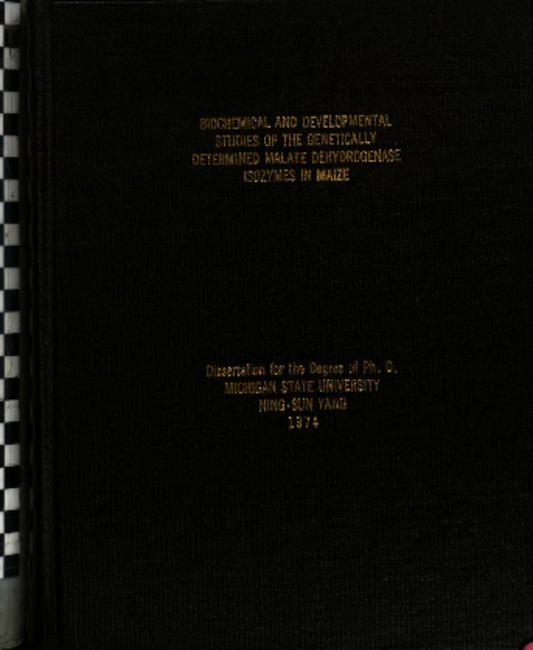 BIOCHEMICAL AND DEVELOPMENTAL
STUDIES OF THE GENETICALLY
DETERMINED MALATE DEHYDROGENASE
ISOZYMES IN MAIZE
Dissertation for the Degree of Ph. D.
MICHIGAN STATE UNIVERSITY
NING-SUN YANG
1974